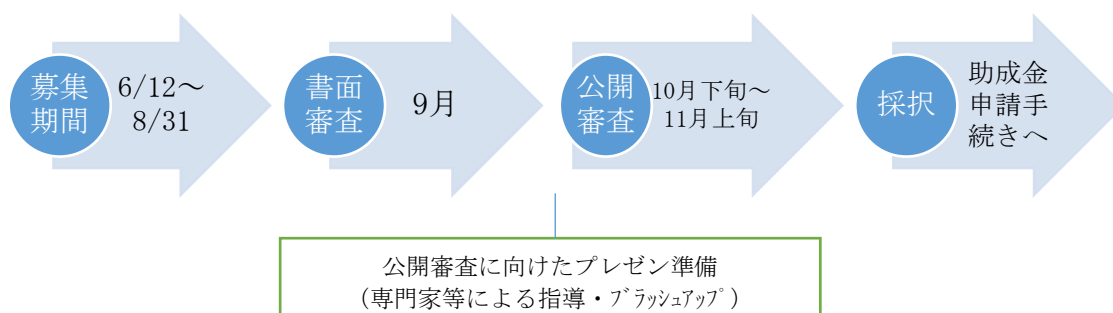 募集
期間
6/12～
8/31
書面
審査
9月
公開
審査
10月下旬～
11月上旬
採択
助成金
申請手
続きへ
公開審査に向けたプレゼン準備
（専門家等による指導・ﾌﾞﾗｯｼｭｱｯﾌﾟ）